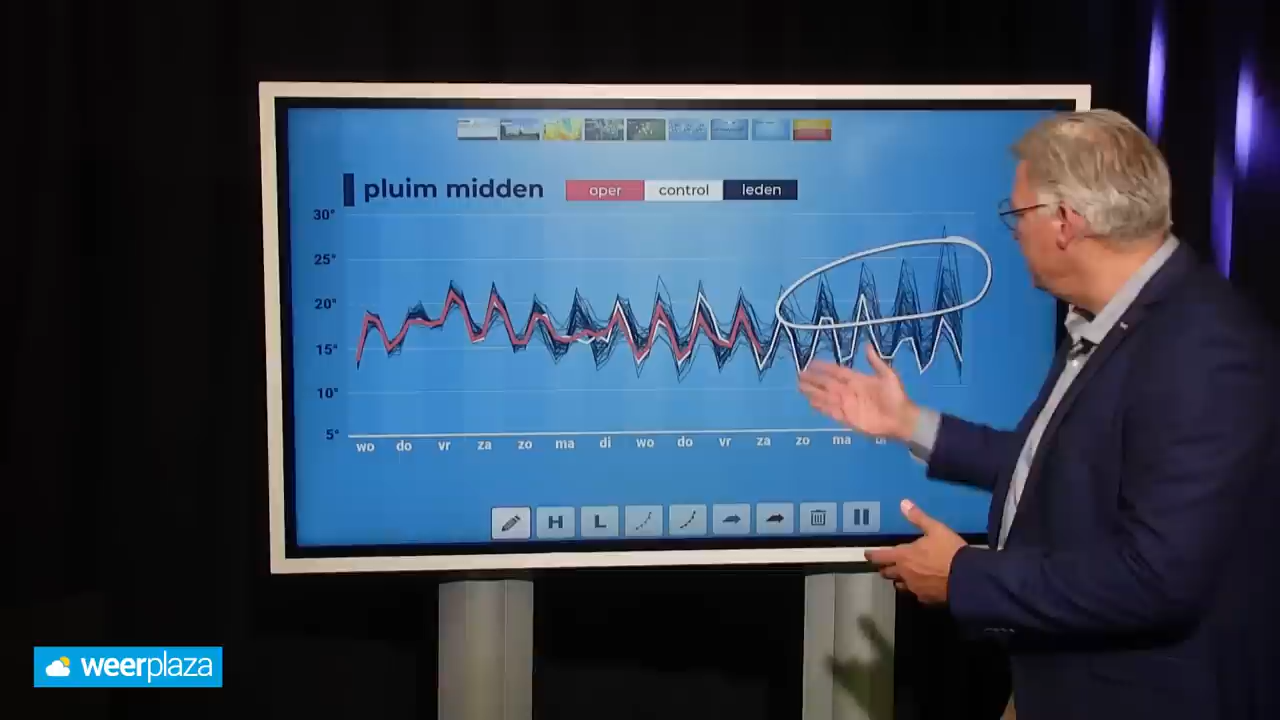 pluim midden
oper control leden
30°
25°
20°
15°
10°
5°
wo do vr za zo ma di wo do vr za zo ma
H L
weerplaza